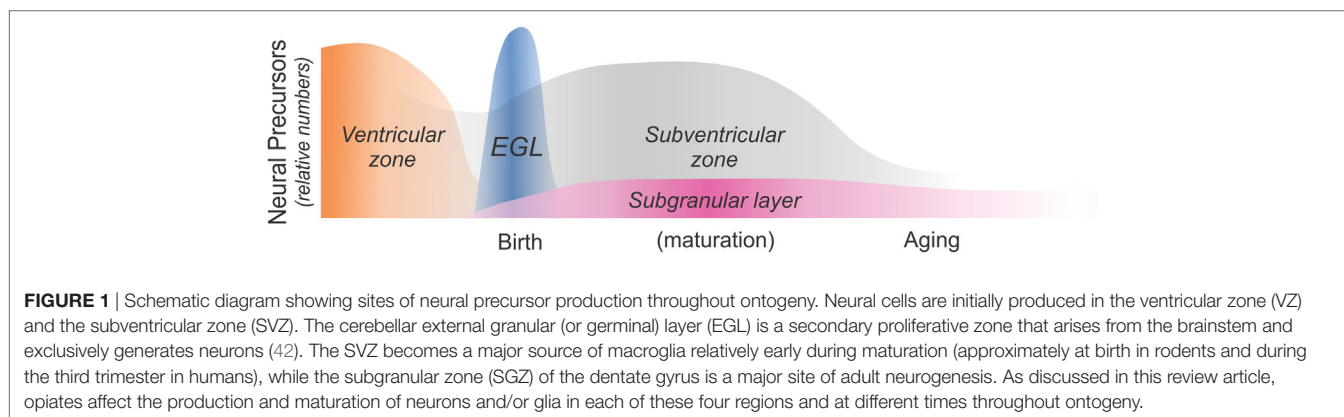 Neural Precursors
(relative numbers)
Ventricular
zone
EGL
Subventricular
zone
Subgranular layer
Birth
(maturation)
Aging
FIGURE 1 | Schematic diagram showing sites of neural precursor production throughout ontogeny. Neural cells are initially produced in the ventricular zone (VZ)
and the subventricular zone (SVZ). The cerebellar external granular (or germinal) layer (EGL) is a secondary proliferative zone that arises from the brainstem and
exclusively generates neurons (42). The SVZ becomes a major source of macroglia relatively early during maturation (approximately at birth in rodents and during
the third trimester in humans), while the subgranular zone (SGZ) of the dentate gyrus is a major site of adult neurogenesis. As discussed in this review article,
opiates affect the production and maturation of neurons and/or glia in each of these four regions and at different times throughout ontogeny.